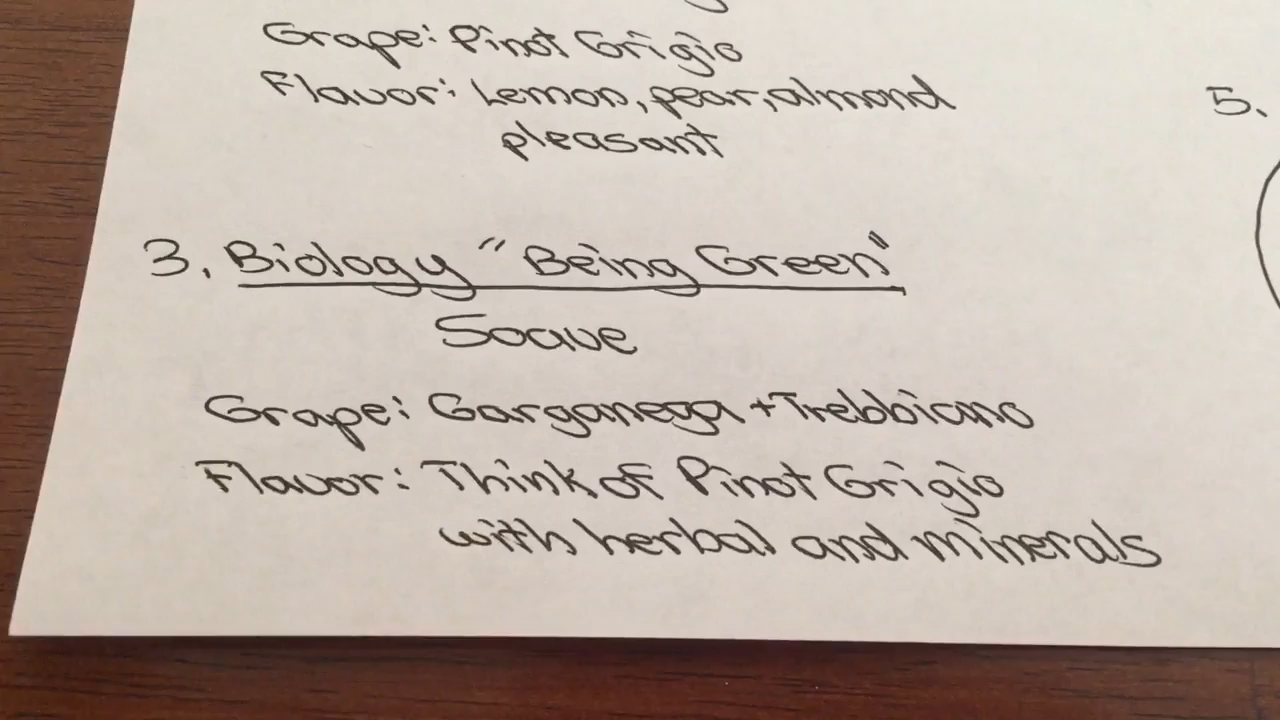 Grape: Pinot Grigio
Flavor: Lemon, pear, almond
pleasant
3. Biology "Being Green"
Soave
Grape: Garganega + Trebbiano
Flavor: Think of Pinot Grigio
with herbal and minerals
5.